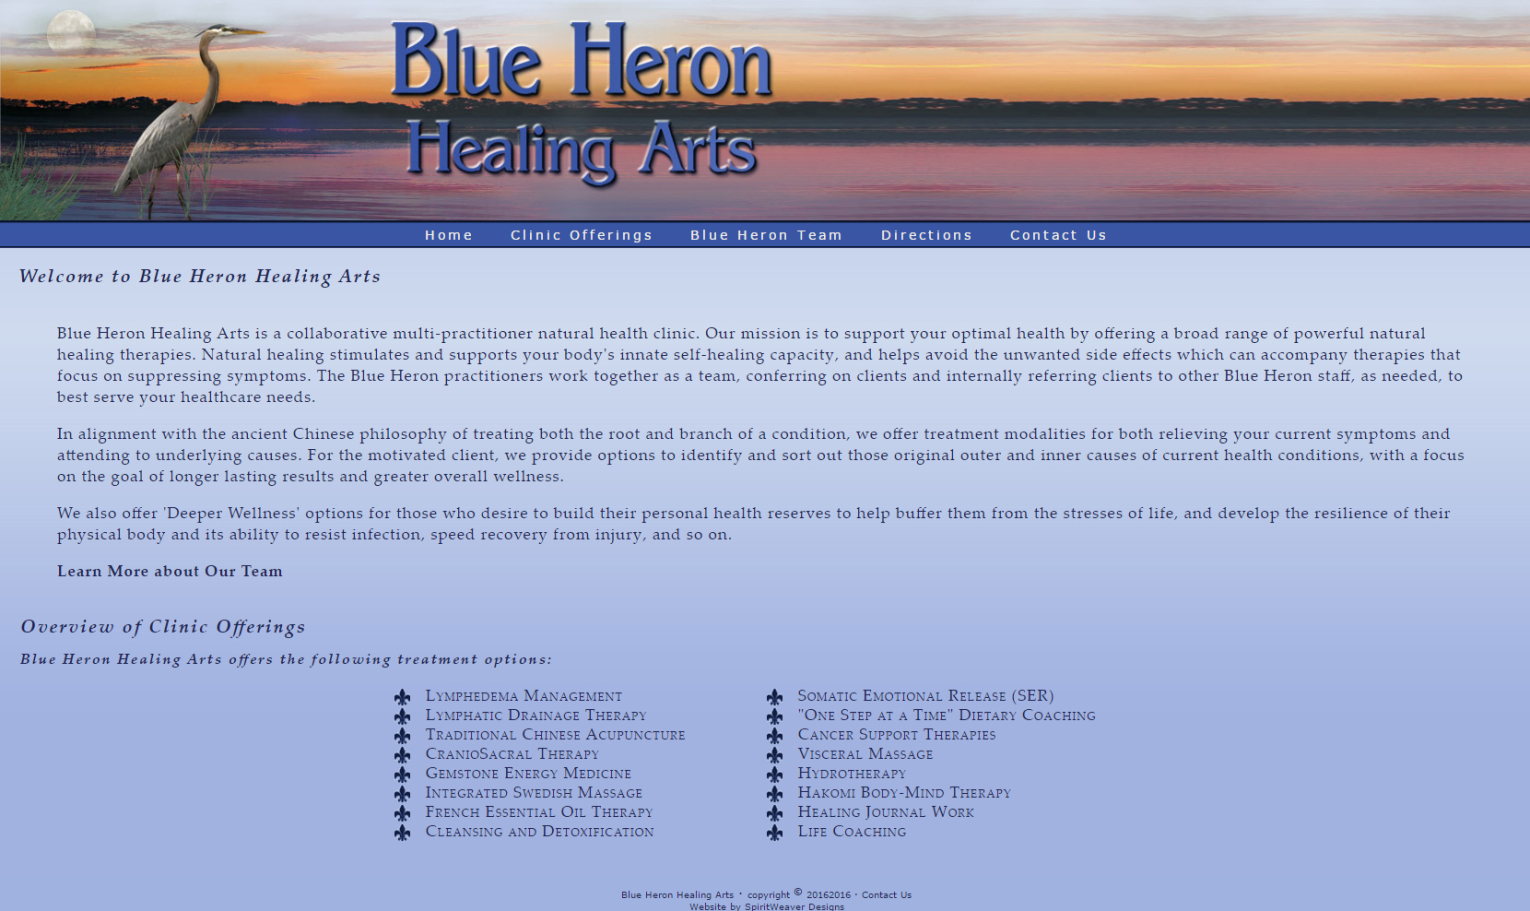 Blue Heron
Healing Arts
Home Clinic Offerings Blue Heron Team Directions Contact Us
Welcome to Blue Heron Healing Arts
Blue Heron Healing Arts is a collaborative multi-practitioner natural health clinic. Our mission is to support your optimal health by offering a broad range of powerful natural
healing therapies. Natural healing stimulates and supports your body's innate self-healing capacity, and helps avoid the unwanted side effects which can accompany therapies that
focus on suppressing symptoms. The Blue Heron practitioners work together as a team, conferring on clients and internally referring clients to other Blue Heron staff, as needed, to
best serve your healthcare needs.
In alignment with the ancient Chinese philosophy of treating both the root and branch of a condition, we offer treatment modalities for both relieving your current symptoms and
attending to underlying causes. For the motivated client, we provide options to identify and sort out those original outer and inner causes of current health conditions, with a focus
on the goal of longer lasting results and greater overall wellness.
We also offer 'Deeper Wellness' options for those who desire to build their personal health reserves to help buffer them from the stresses of life, and develop the resilience of their
physical body and its ability to resist infection, speed recovery from injury, and so on.
Learn More about Our Team
Overview of Clinic Offerings
Blue Heron Healing Arts offers the following treatment options:
Lymphedema Management
Lymphatic Drainage Therapy
Traditional Chinese Acupuncture
CranioSacral Therapy
Gemstone Energy Medicine
Integrated Swedish Massage
French Essential Oil Therapy
Cleansing and Detoxification
Somatic Emotional Release (SER)
"One Step at a Time" Dietary Coaching
Cancer Support Therapies
Visceral Massage
Hydrotherapy
Hakomi Body-Mind Therapy
Healing Journal Work
Life Coaching
Blue Heron Healing Arts · copyright © 20162016 · Contact Us
Website by SpiritWeaver Designs